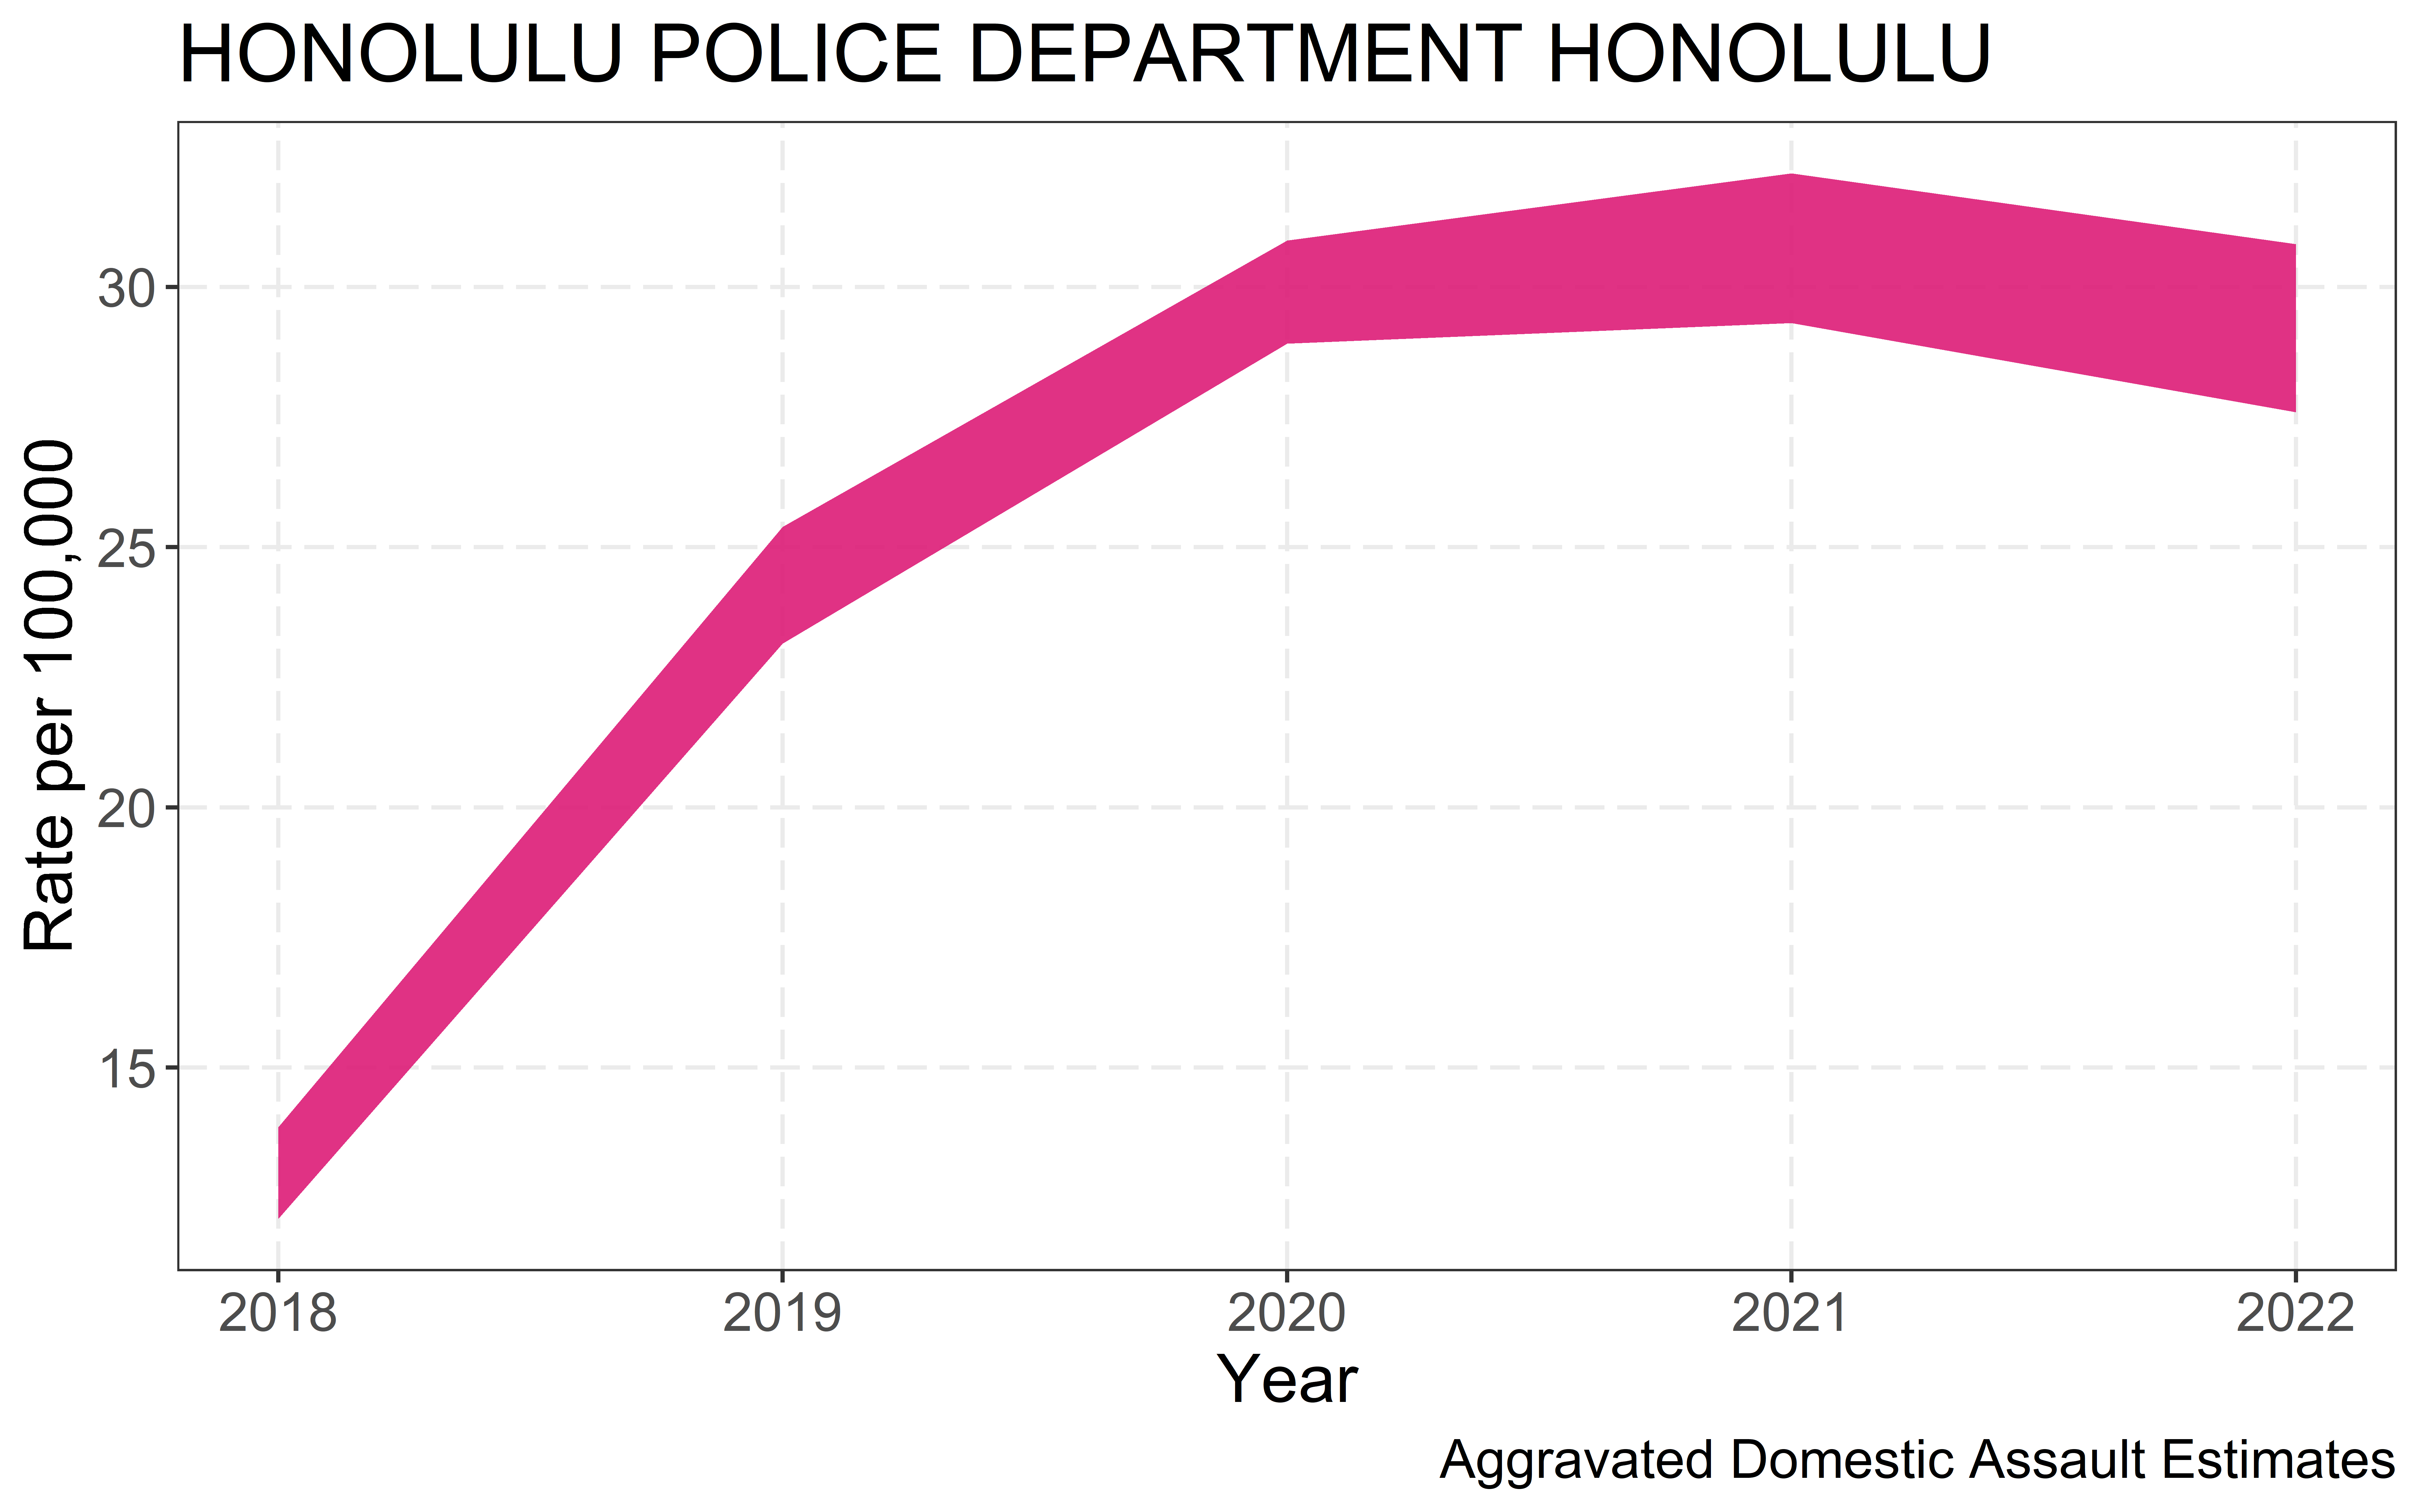 HONOLULU POLICE DEPARTMENT HONOLULU
Rate per 100,000
30
25
20
15
2018 2019 2020 2021 2022
Year
Aggravated Domestic Assault Estimates